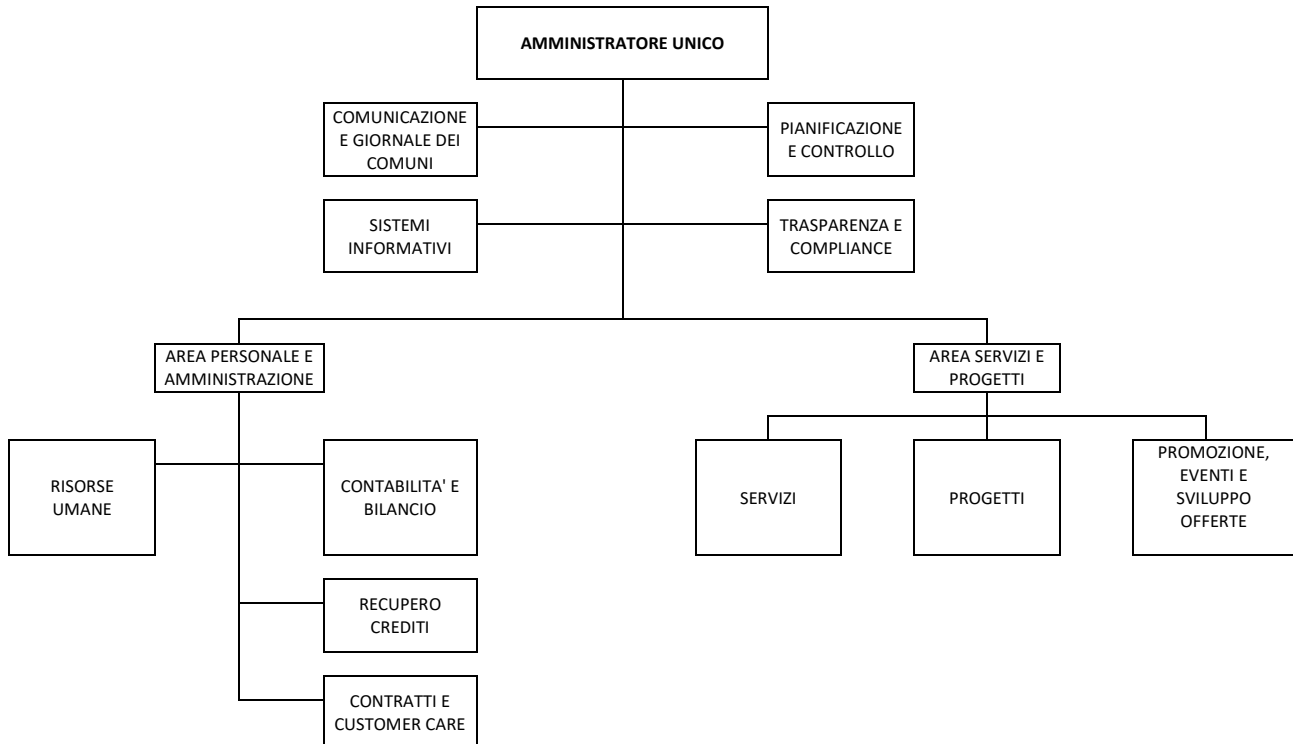 AMMINISTRATORE UNICO
COMUNICAZIONE
E GIORNALE DEI
COMUNI
PIANIFICAZIONE
E CONTROLLO
SISTEMI
INFORMATIVI
TRASPARENZA E
COMPLIANCE
AREA PERSONALE E
AMMINISTRAZIONE
AREA SERVIZI E
PROGETTI
RISORSE
UMANE
CONTABILITA' E
BILANCIO
SERVIZI
PROGETTI
PROMOZIONE,
EVENTI E
SVILUPPO
OFFERTE
RECUPERO
CREDITI
CONTRATTI E
CUSTOMER CARE